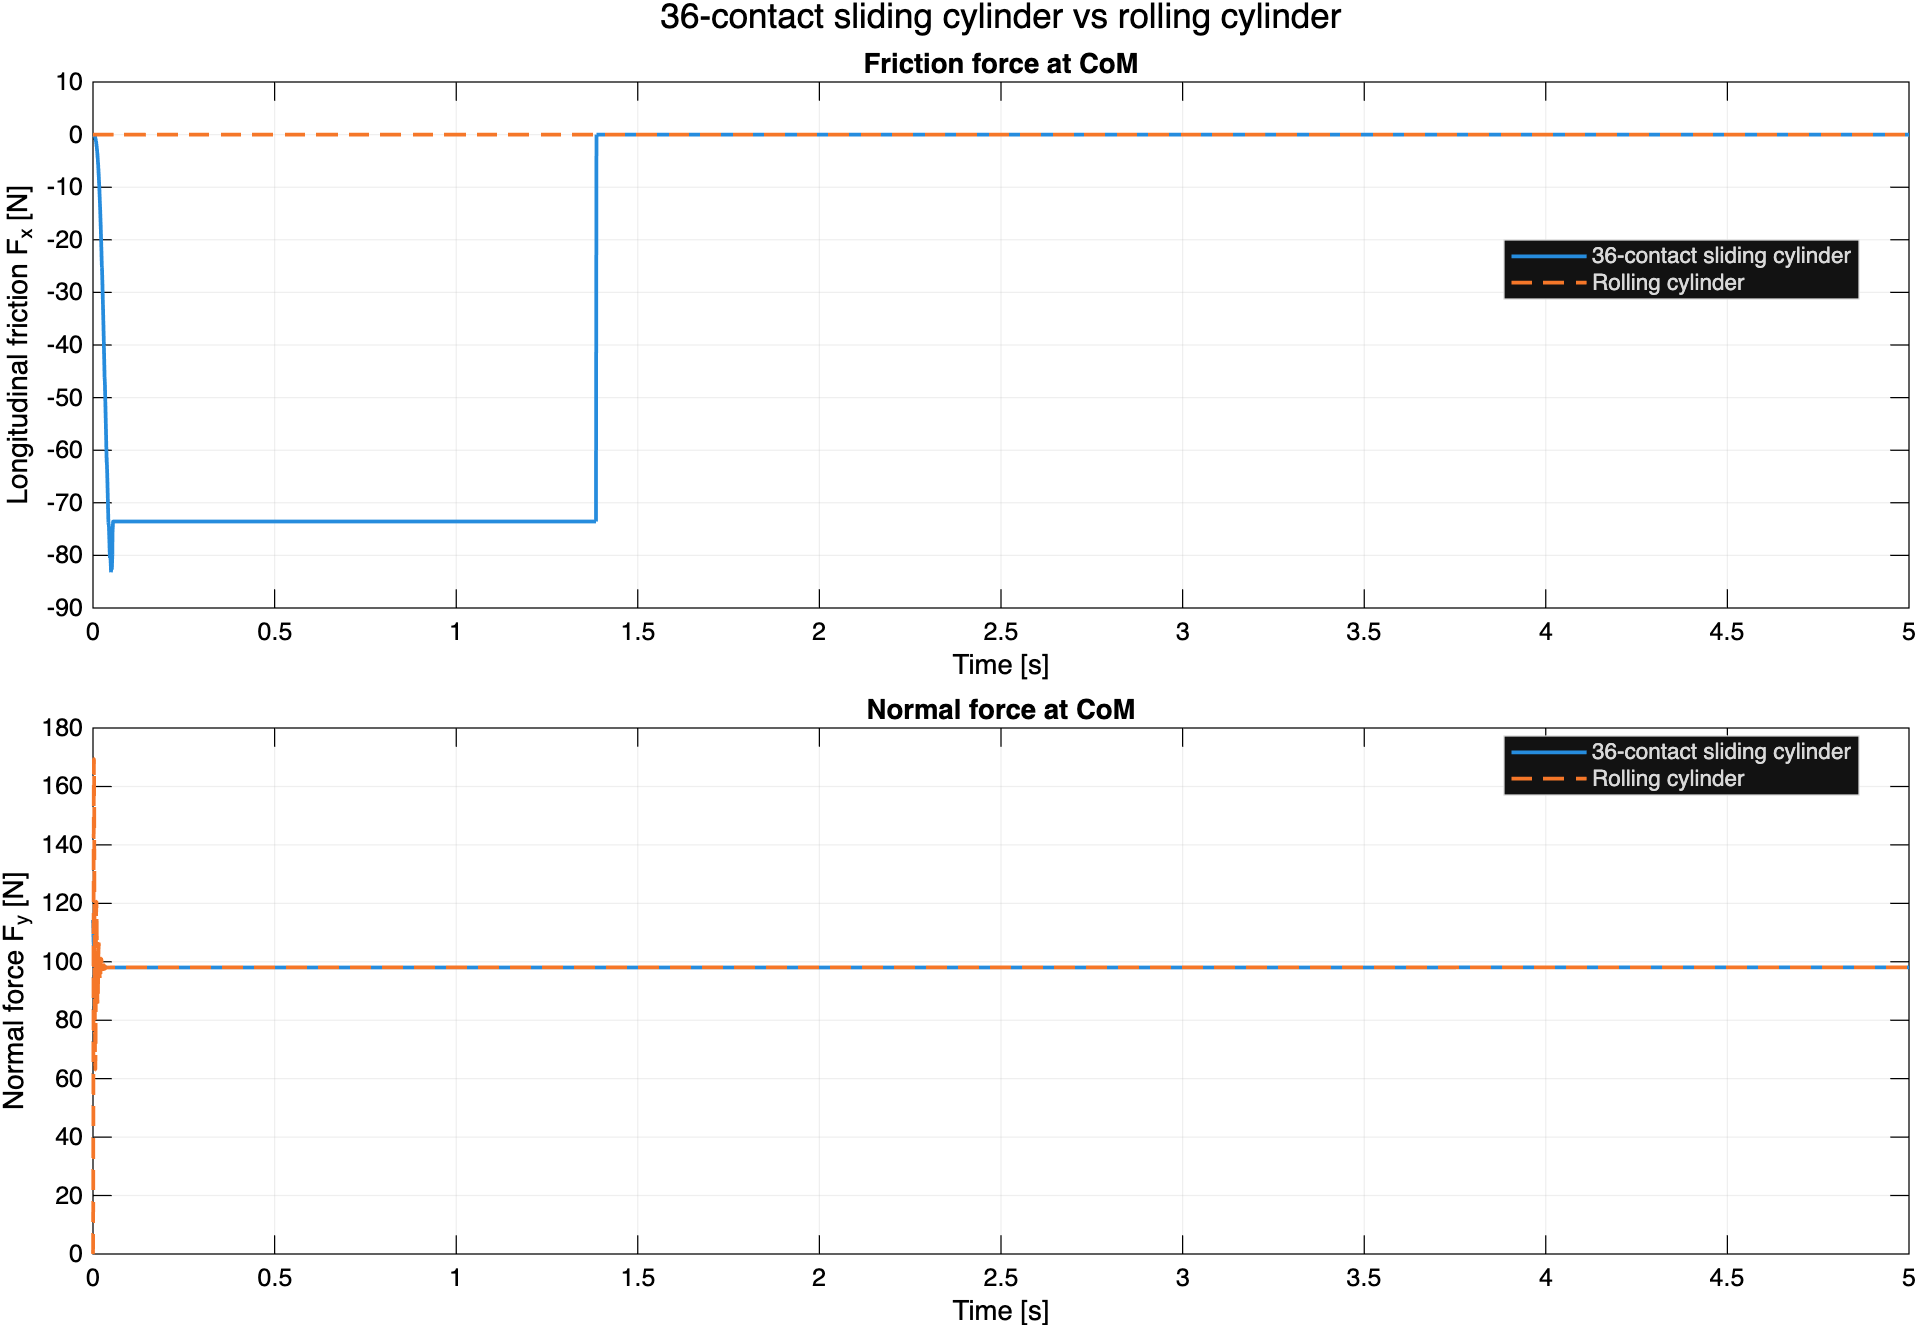 36-contact sliding cylinder vs rolling cylinder
Friction force at CoM
Longitudinal friction Fx [N]
10
0
-10
-20
-30
-40
-50
-60
-70
-80
-90
36-contact sliding cylinder
Rolling cylinder
0 0.5 1 1.5 2 2.5 3 3.5 4 4.5 5
Time [s]
Normal force at CoM
Normal force Fy [N]
180
160
140
120
100
80
60
40
20
0
36-contact sliding cylinder
Rolling cylinder
0 0.5 1 1.5 2 2.5 3 3.5 4 4.5 5
Time [s]